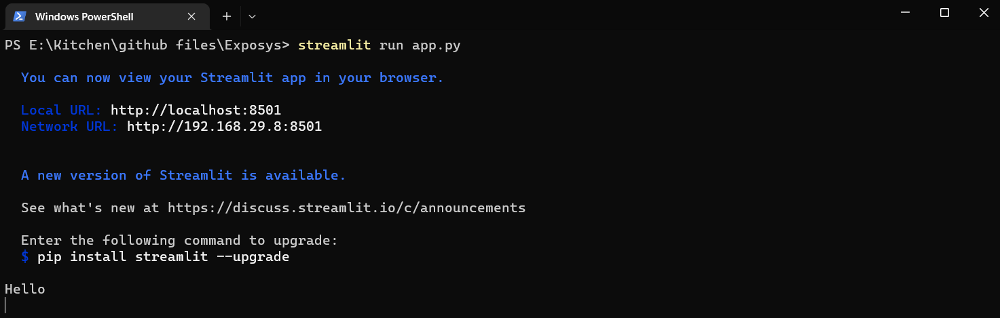 Windows PowerShell
PS E:\Kitchen\github files\Exposys> streamlit run app.py
You can now view your Streamlit app in your browser.
Local URL: http://localhost:8501
Network URL: http://192.168.29.8:8501
A new version of Streamlit is available.
See what's new at https://discuss.streamlit.io/c/announcements
Enter the following command to upgrade:
$ pip install streamlit --upgrade
Hello